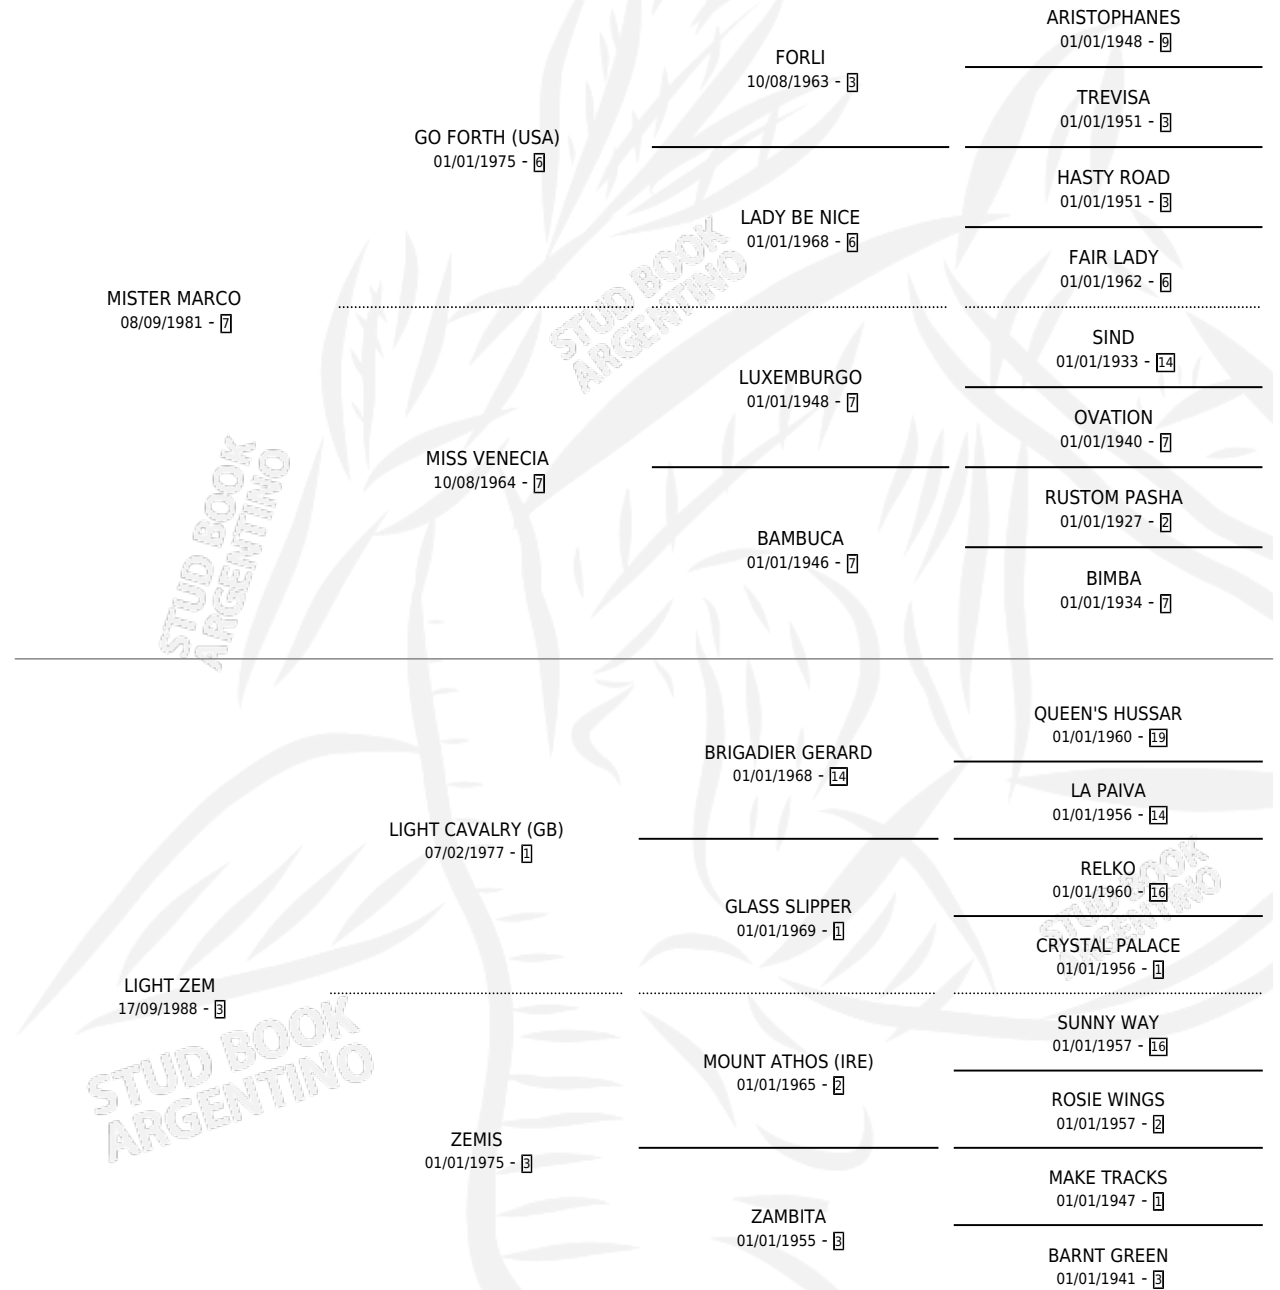 ARISTOPHANES
01/01/1948 - 9
FORLI
10/08/1963 - 3
TREVISA
01/01/1951 - 3
GO FORTH (USA)
01/01/1975 - 6
HASTY ROAD
01/01/1951 - 3
LADY BE NICE
01/01/1968 - 6
FAIR LADY
01/01/1962 - 6
MISTER MARCO
08/09/1981 - 7
SIND
01/01/1933 - 14
LUXEMBURGO
01/01/1948 - 7
OVATION
01/01/1940 - 7
MISS VENECIA
10/08/1964 - 7
RUSTOM PASHA
01/01/1927 - 2
BAMBUCA
01/01/1946 - 7
BIMBA
01/01/1934 - 7
QUEEN'S HUSSAR
01/01/1960 - 19
BRIGADIER GERARD
01/01/1968 - 14
LA PAIVA
01/01/1956 - 14
LIGHT CAVALRY (GB)
07/02/1977 - 1
RELKO
01/01/1960 - 16
GLASS SLIPPER
01/01/1969 - 1
CRYSTAL PALACE
01/01/1956 - 1
LIGHT ZEM
17/09/1988 - 3
SUNNY WAY
01/01/1957 - 16
MOUNT ATHOS (IRE)
01/01/1965 - 2
ROSIE WINGS
01/01/1957 - 2
ZEMIS
01/01/1975 - 3
MAKE TRACKS
01/01/1947 - 1
ZAMBITA
01/01/1955 - 3
BARNT GREEN
01/01/1941 - 3
STUD BOOK
ARGENTINO
STUD BOOK
ARGENTINO
STUD BOOK
ARGENTINO
STUD BOOK
ARGENTINO